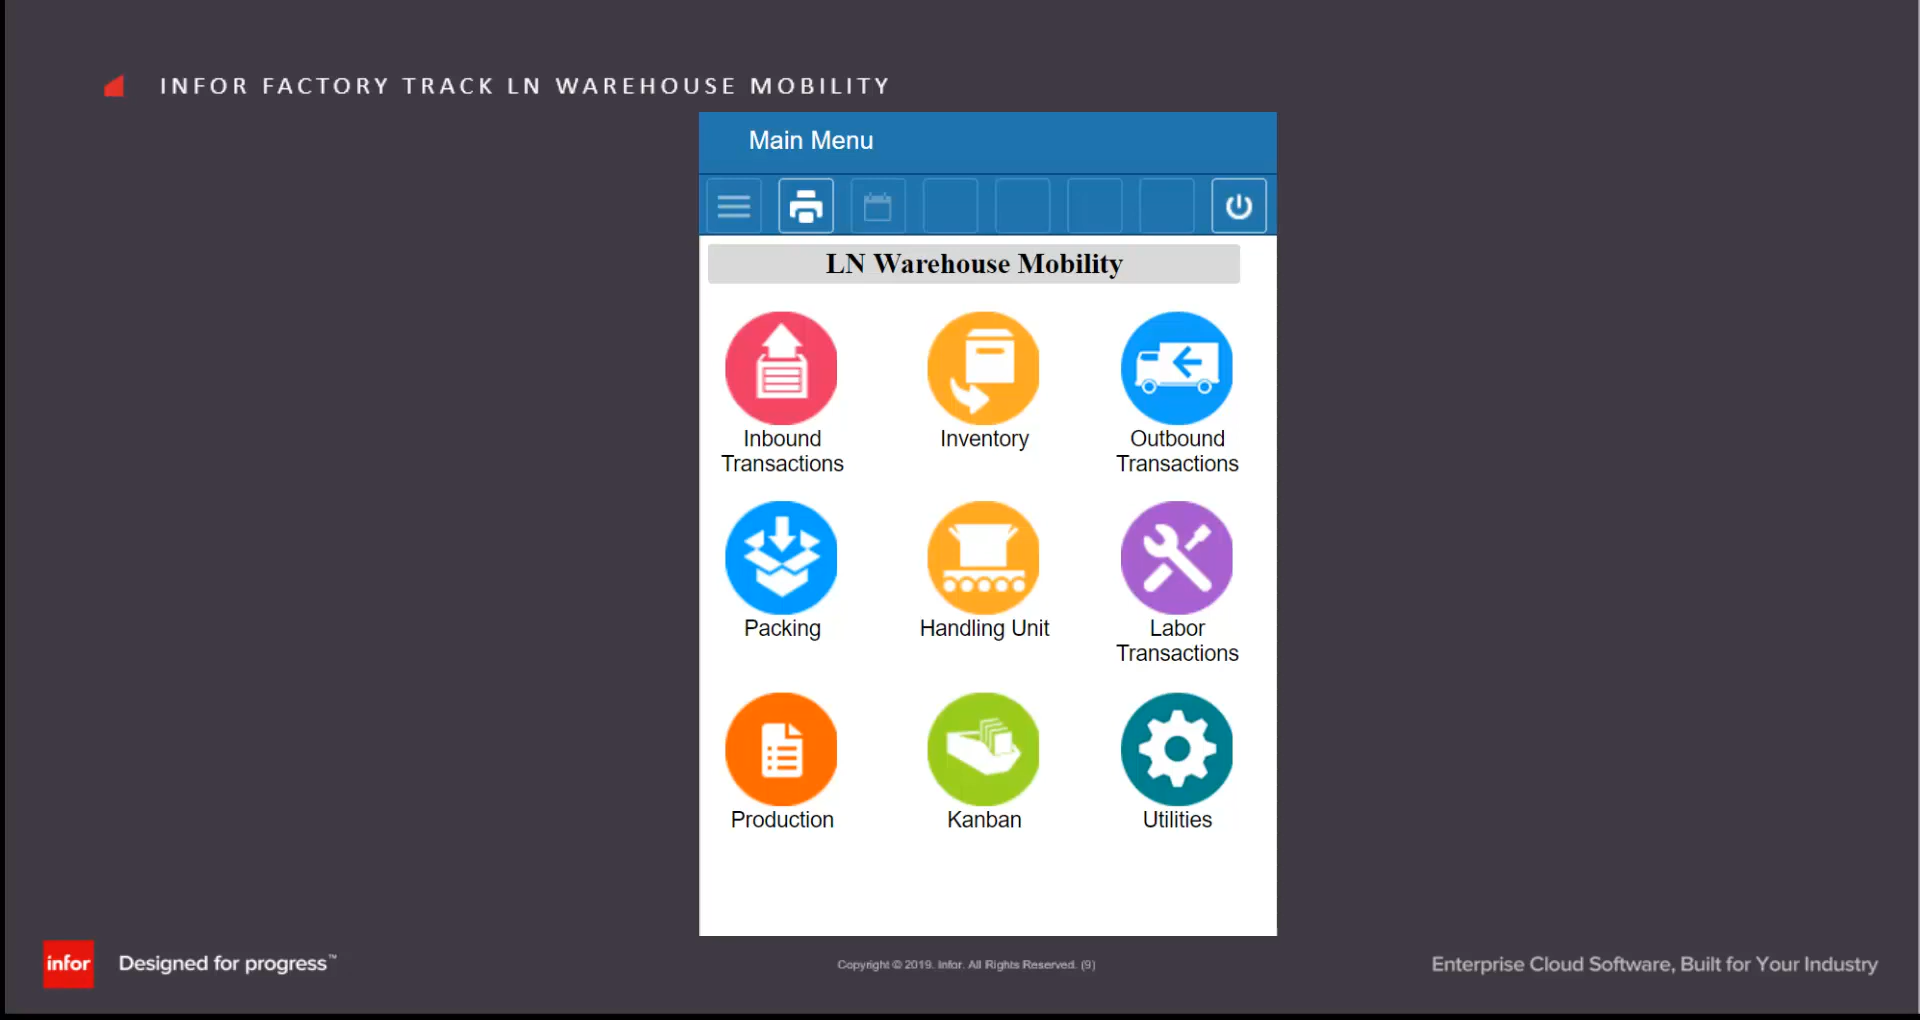 INFOR FACTORY TRACK LN WAREHOUSE MOBILITY
Main Menu
LN Warehouse Mobility
Inbound
Transactions
Inventory
Outbound
Transactions
Packing
Handling Unit
Labor
Transactions
Production
Kanban
Utilities
infor
Designed for progress™
Copyright © 2019. Infor. All Rights Reserved. (9)
Enterprise Cloud Software, Built for Your Industry